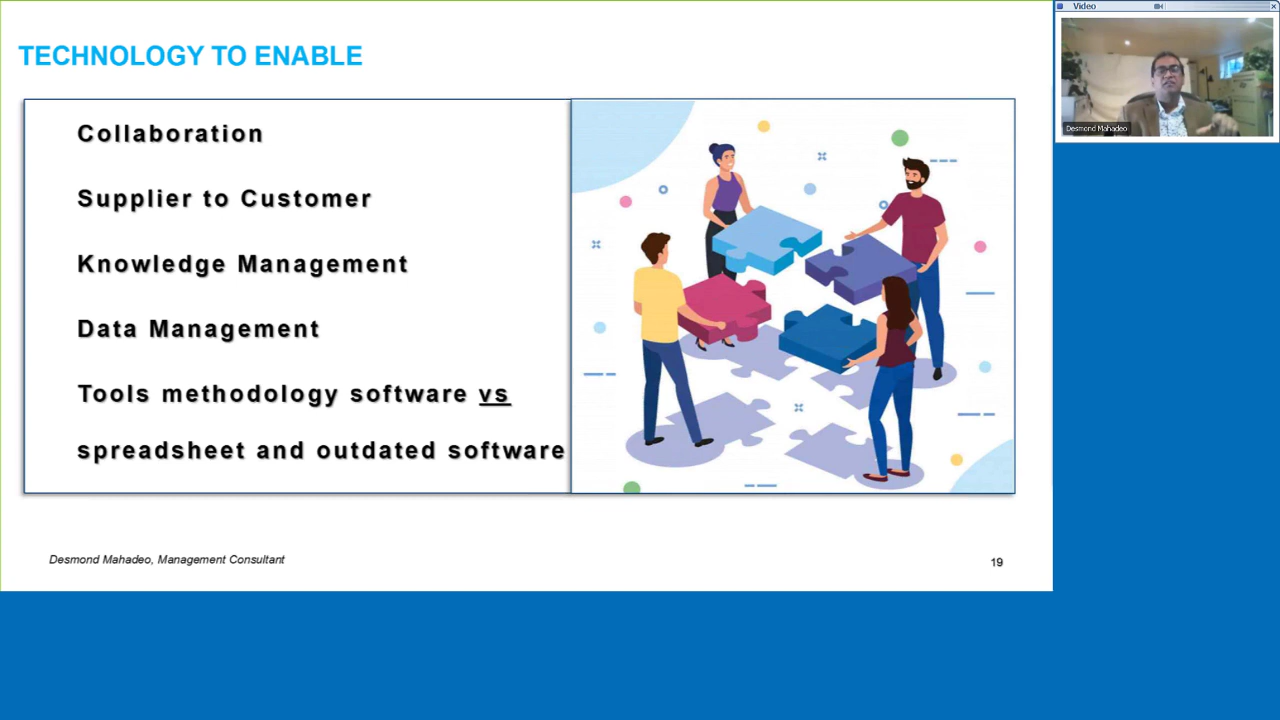 TECHNOLOGY TO ENABLE
Collaboration
Supplier to Customer
Knowledge Management
Data Management
Tools methodology software vs
spreadsheet and outdated software
Desmond Mahadeo, Management Consultant
19
Video
Desmond Mahadeo